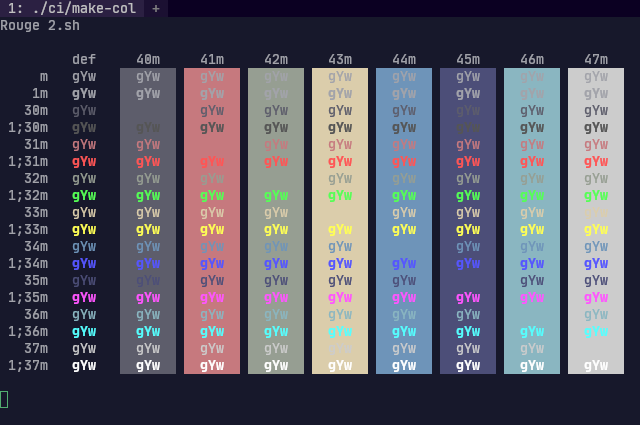 1: ./ci/make-col +
Rouge 2.sh
def 40m 41m 42m 43m 44m 45m 46m 47m
m gYw gYw gYw gYw gYw gYw gYw gYw gYw
1m gYw gYw gYw gYw gYw gYw gYw gYw gYw
30m gYw gYw gYw gYw gYw gYw gYw gYw
1;30m gYw gYw gYw gYw gYw gYw gYw gYw gYw
31m gYw gYw gYw gYw gYw gYw gYw gYw
1;31m gYw gYw gYw gYw gYw gYw gYw gYw gYw
32m gYw gYw gYw gYw gYw gYw gYw gYw
1;32m gYw gYw gYw gYw gYw gYw gYw gYw gYw
33m gYw gYw gYw gYw gYw gYw gYw gYw
1;33m gYw gYw gYw gYw gYw gYw gYw gYw gYw
34m gYw gYw gYw gYw gYw gYw gYw gYw
1;34m gYw gYw gYw gYw gYw gYw gYw gYw gYw
35m gYw gYw gYw gYw gYw gYw gYw gYw
1;35m gYw gYw gYw gYw gYw gYw gYw gYw gYw
36m gYw gYw gYw gYw gYw gYw gYw gYw
1;36m gYw gYw gYw gYw gYw gYw gYw gYw gYw
37m gYw gYw gYw gYw gYw gYw gYw gYw
1;37m gYw gYw gYw gYw gYw gYw gYw gYw gYw